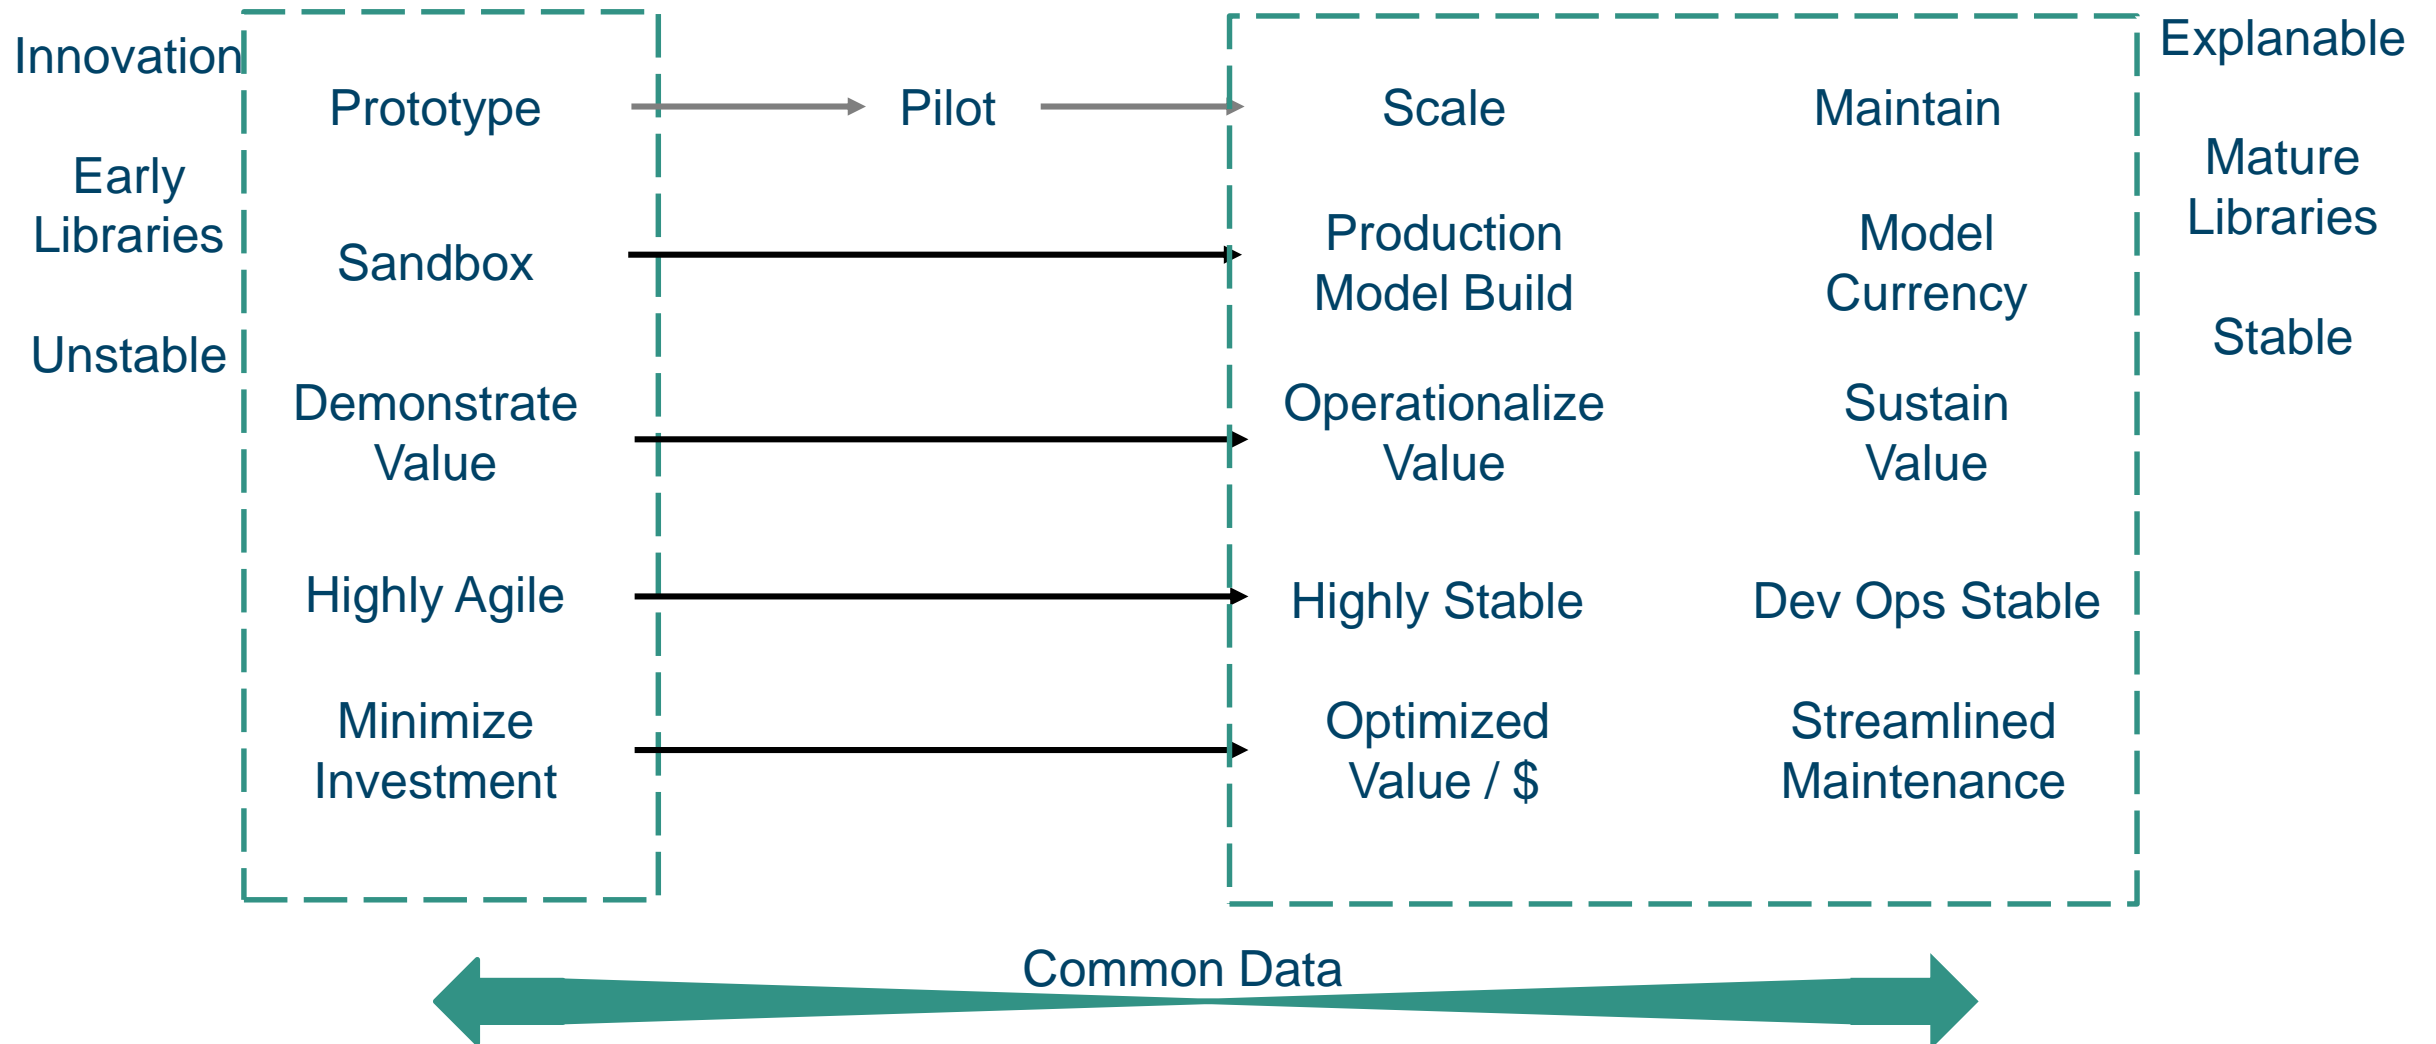 Innovation
Early
Libraries
Unstable
Prototype
Sandbox
Demonstrate
Value
Highly Agile
Minimize
Investment
Pilot
Scale
Production
Model Build
Operationalize
Value
Highly Stable
Optimized
Value / $
Maintain
Model
Currency
Sustain
Value
Dev Ops Stable
Streamlined
Maintenance
Explanable
Mature
Libraries
Stable
Common Data